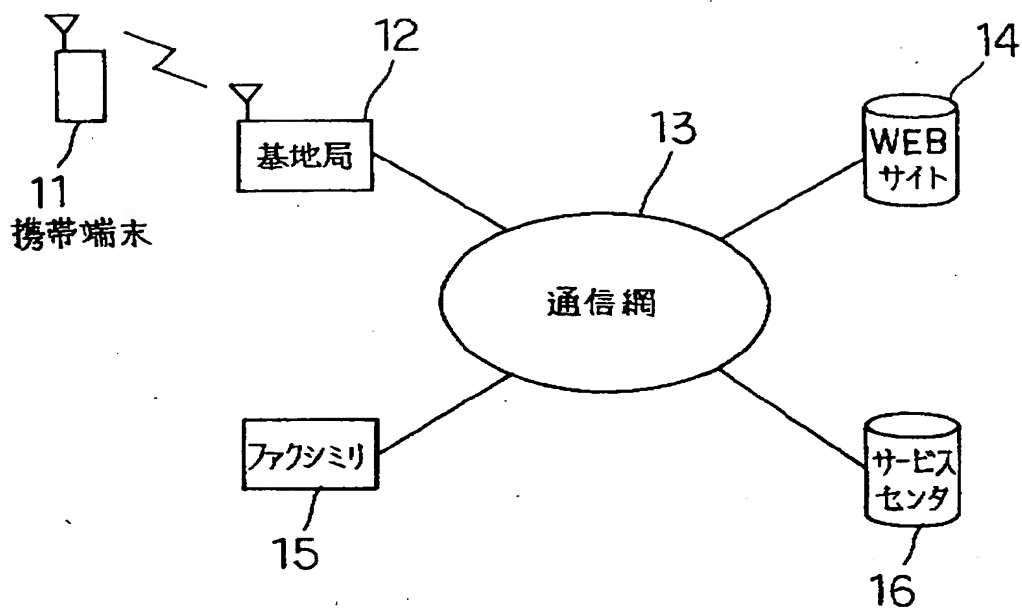 12
14
11
携帯端末
基地局
13
WEB
サイト
通信網
ファクシミリ
15
サービス
センタ
16